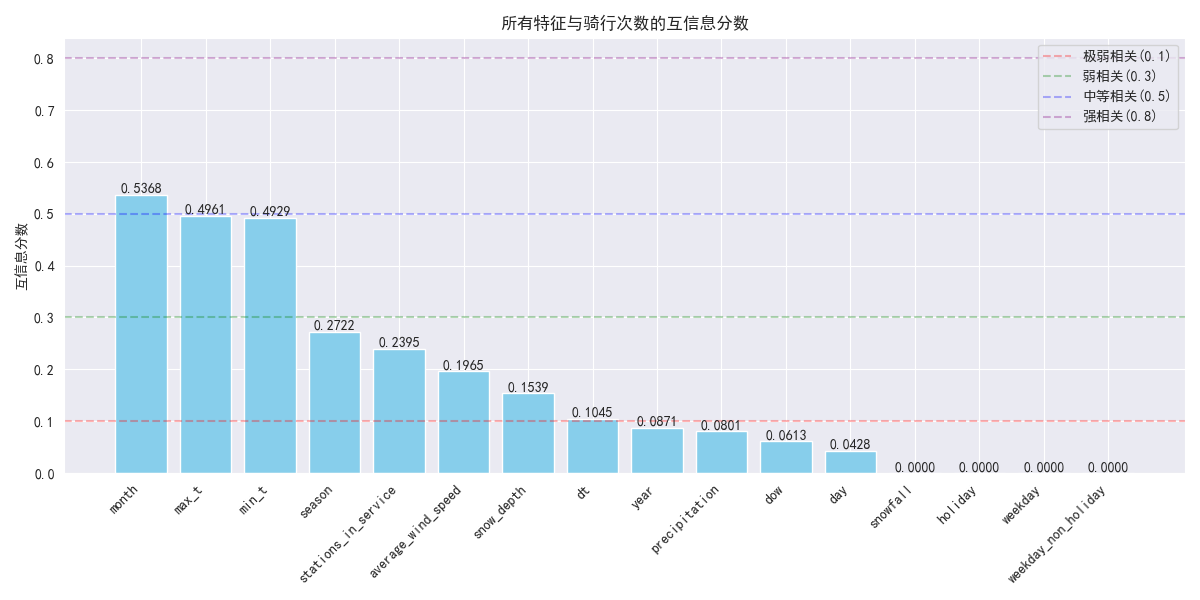 所有特征与骑行次数的互信息分数
极弱相关(0.1)
弱相关(0.3)
中等相关(0.5)
强相关(0.8)
互信息分数
0.8
0.7
0.6
0.5
0.4
0.3
0.2
0.1
0.0
0.5368
0.4961
0.4929
0.2722
0.2395
0.1965
0.1539
0.1045
0.0871
0.0801
0.0613
0.0428
0.0000
0.0000
0.0000
0.0000
month
max_t
min_t
season
stations_in_service
average_wind_speed
snow_depth
dt
year
precipitation
dow
day
snowfall
holiday
weekday
weekday_non_holiday